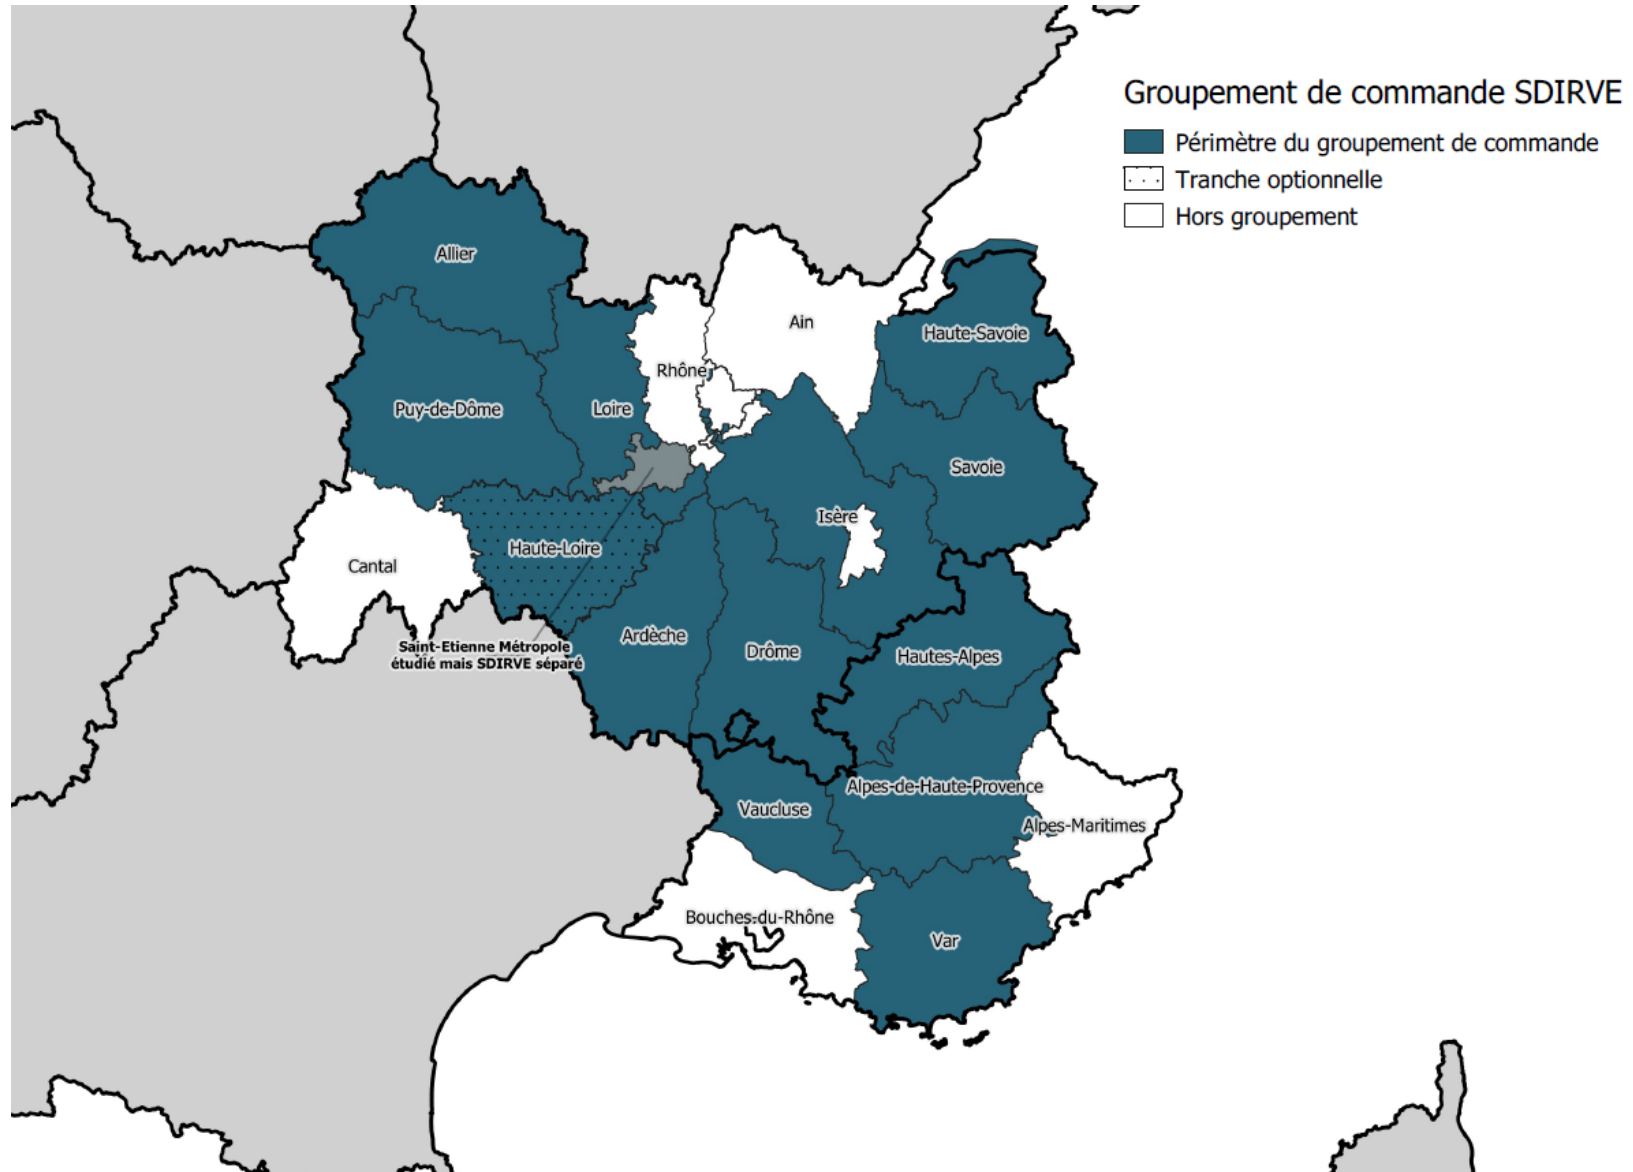 Groupement de commande SDIRVE
Périmètre du groupement de commande
Tranche optionnelle
Hors groupement
Allier
Ain
Haute-Savoie
Rhône
Puy-de-Dôme
Loire
Savoie
Isère
Haute-Loire
Cantal
Ardèche
Saint-Etienne Métropole
étudié mais SDIRVE séparé
Drôme
Hautes-Alpes
Alpes-de-Haute-Provence
Vaucluse
Alpes-Maritimes
Bouches-du-Rhône
Var